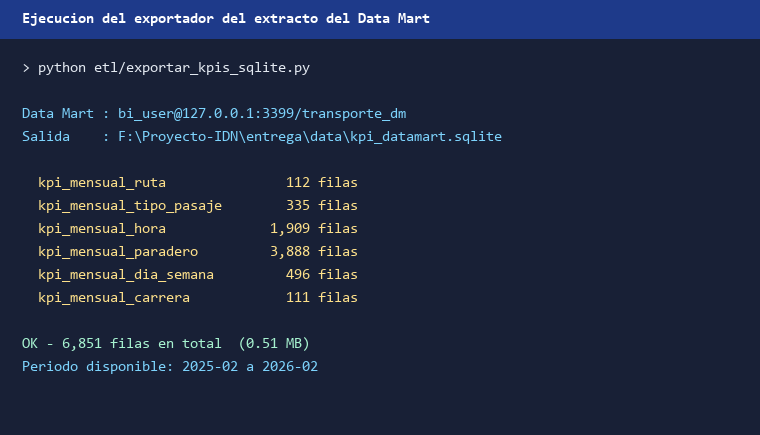 Ejecucion del exportador del extracto del Data Mart
> python etl/exportar_kpis_sqlite.py
Data Mart : bi_user@127.0.0.1:3399/transporte_dm
Salida    : F:\Proyecto-IDN\entrega\data\kpi_datamart.sqlite
kpi_mensual_ruta               112 filas
kpi_mensual_tipo_pasaje        335 filas
kpi_mensual_hora             1,909 filas
kpi_mensual_paradero         3,888 filas
kpi_mensual_dia_semana         496 filas
kpi_mensual_carrera            111 filas
OK - 6,851 filas en total  (0.51 MB)
Periodo disponible: 2025-02 a 2026-02